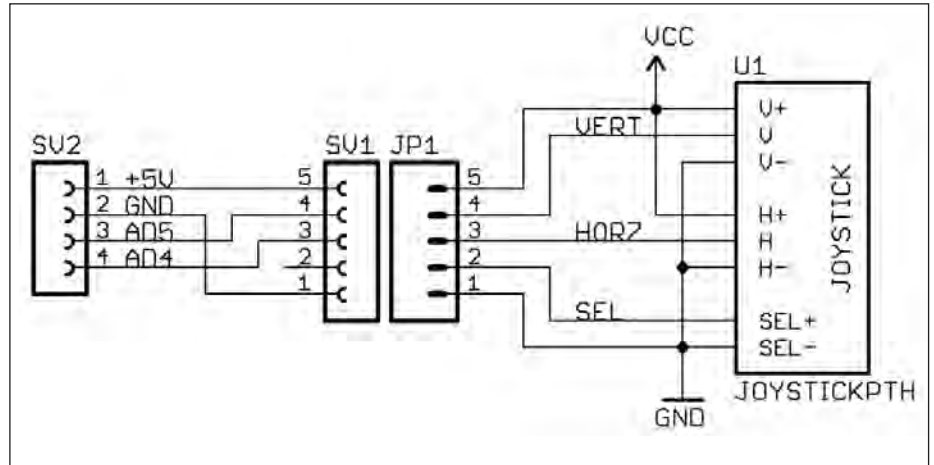 VCC
U1
V+
VERT
V
SV2
SV1
JP1
V-
1 +5V
5
5
2 GND
4
4
H+
3 AD5
3
3
HORZ
H
4 AD4
2
2
H-
1
1
JOYSTICK
SEL
SEL+
SEL-
JOYSTICKPTH
GND